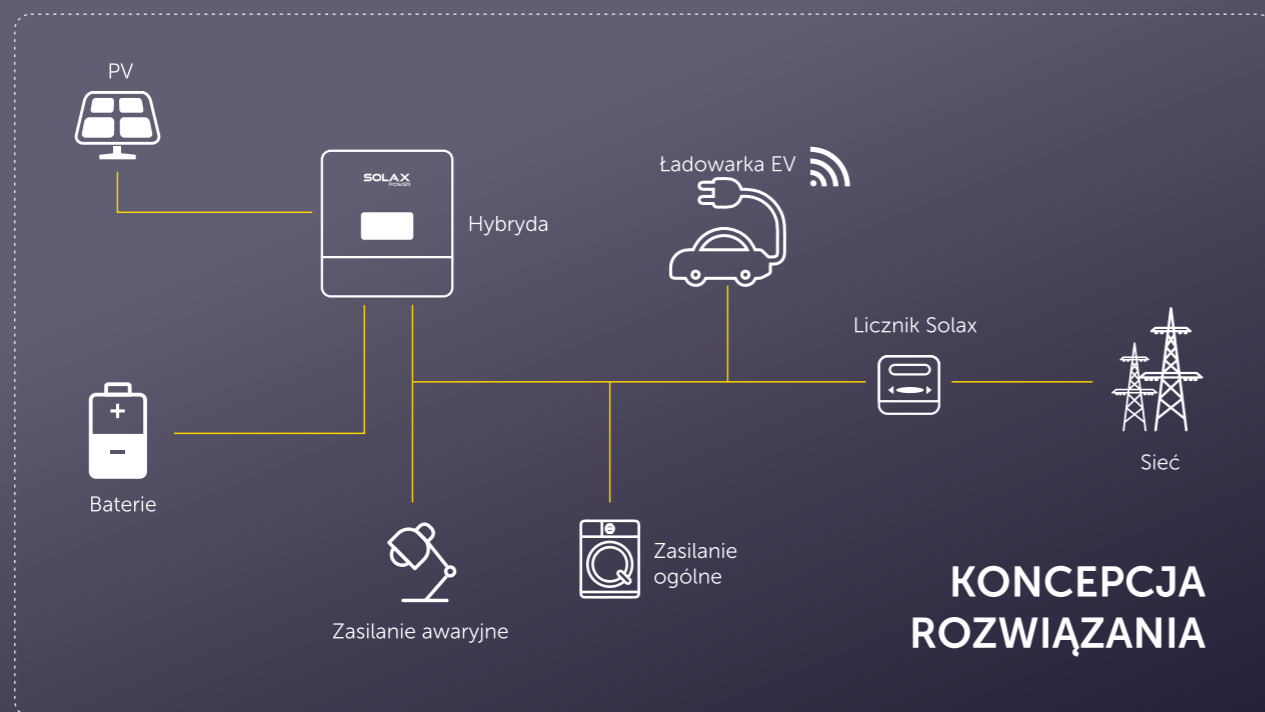 PV
SOLAX
POWER
Hybryda
Ładowarka EV
Licznik Solax
Sieć
Baterie
Zasilanie awaryjne
Zasilanie
ogólne
KONCEPCJA
ROZWIĄZANIA